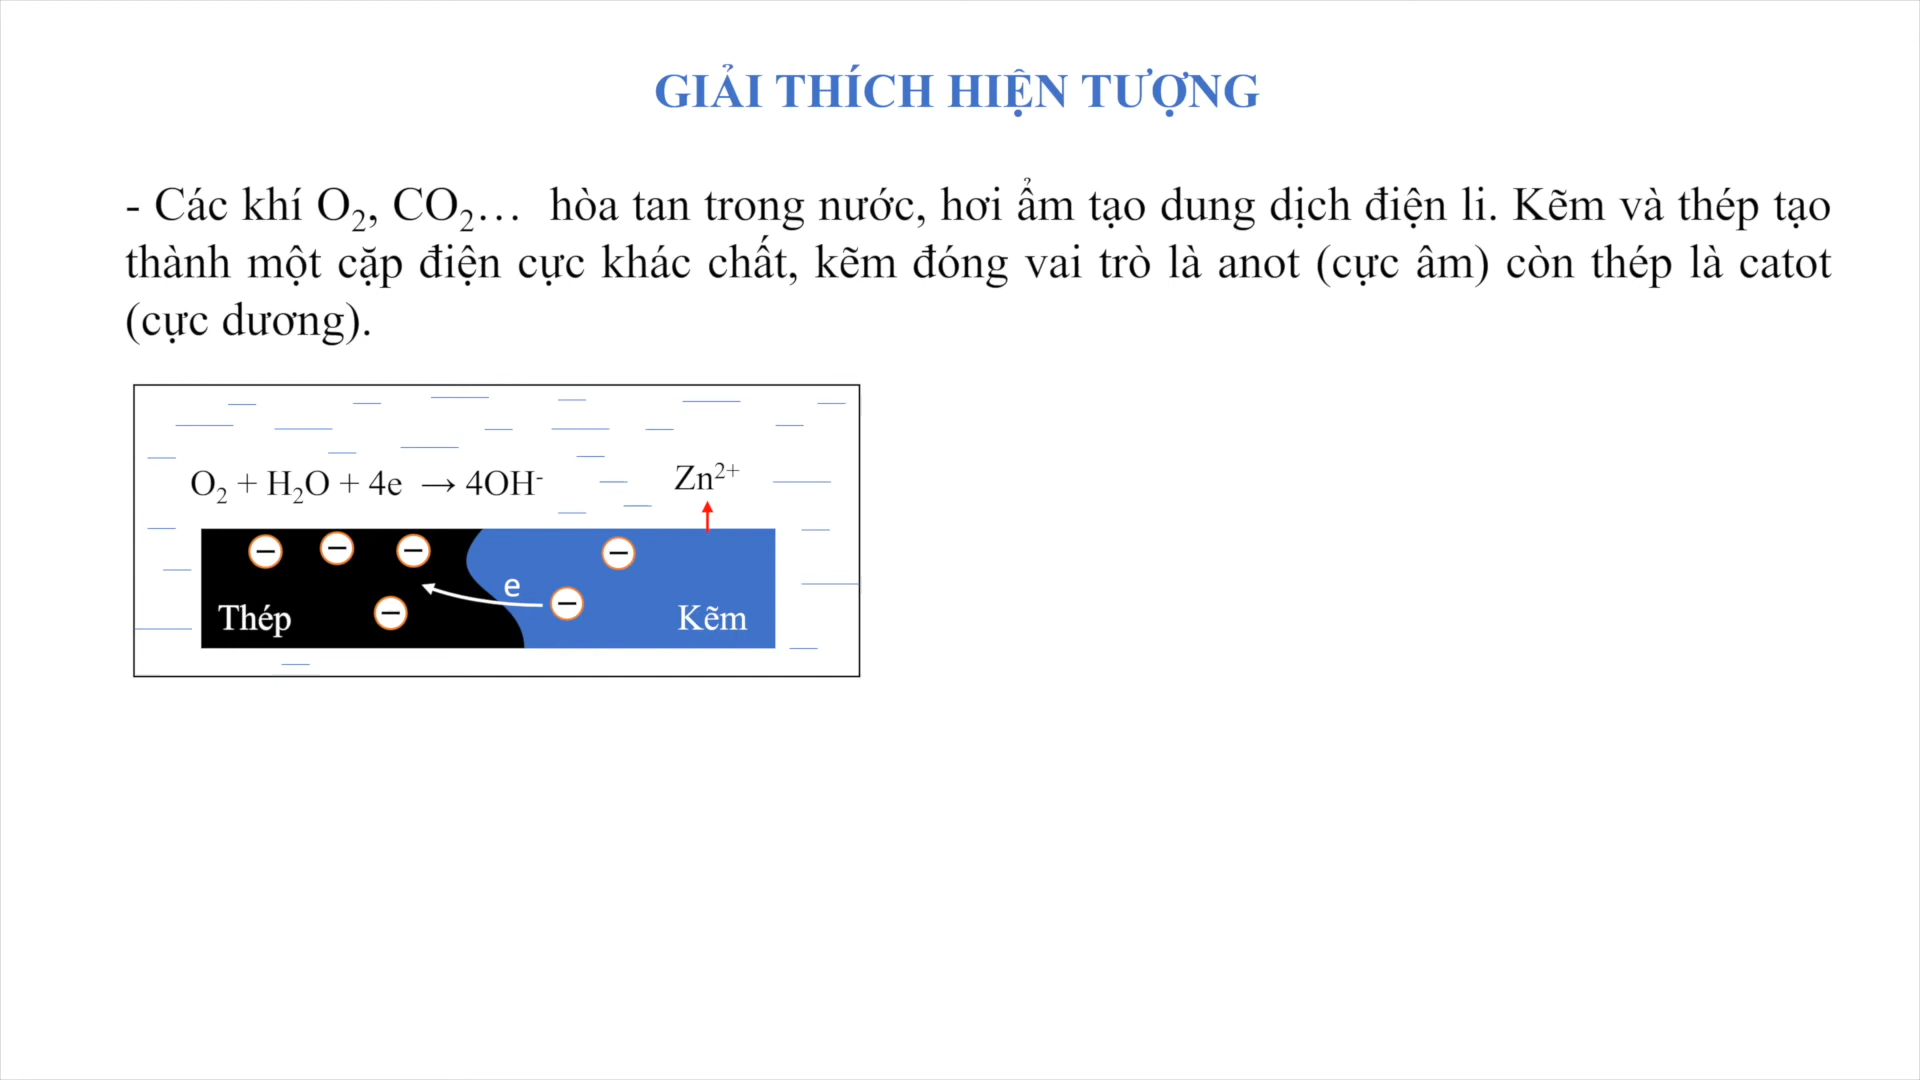 GIẢI THÍCH HIỆN TƯỢNG
- Các khí O₂, CO₂… hòa tan trong nước, hơi ẩm tạo dung dịch điện li. Kẽm và thép tạo
thành một cặp điện cực khác chất, kẽm đóng vai trò là anot (cực âm) còn thép là catot
(cực dương).
O₂ + H₂O + 4e → 4OH⁻
Zn²⁺
e
Thép
Kẽm